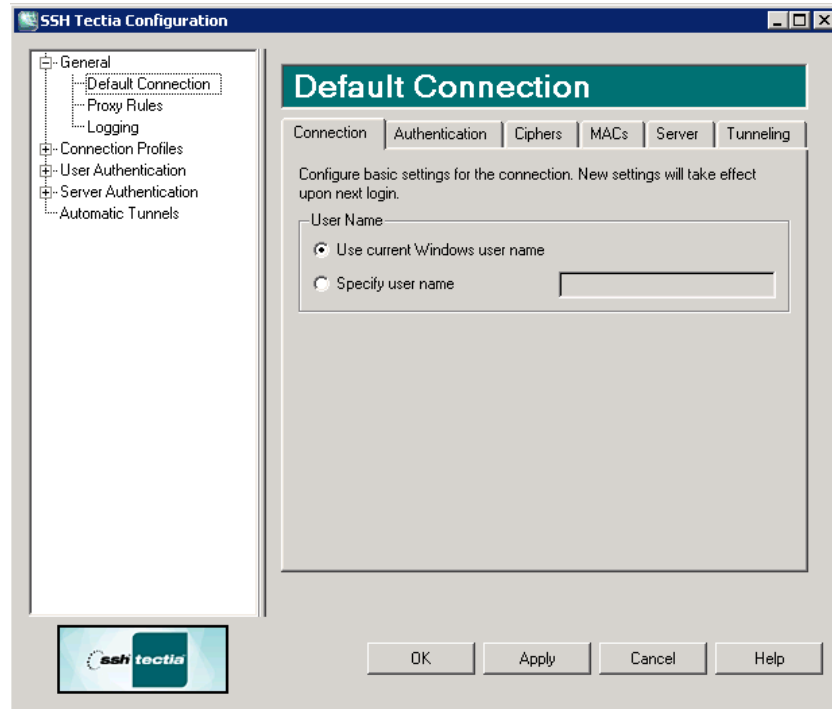 SSH Tectia Configuration
General
Default Connection
Proxy Rules
Logging
Connection Profiles
User Authentication
Server Authentication
Automatic Tunnels
Default Connection
Connection
Authentication
Ciphers
MACs
Server
Tunneling
Configure basic settings for the connection. New settings will take effect
upon next login.
User Name
Use current Windows user name
Specify user name
ssh tectia
OK
Apply
Cancel
Help